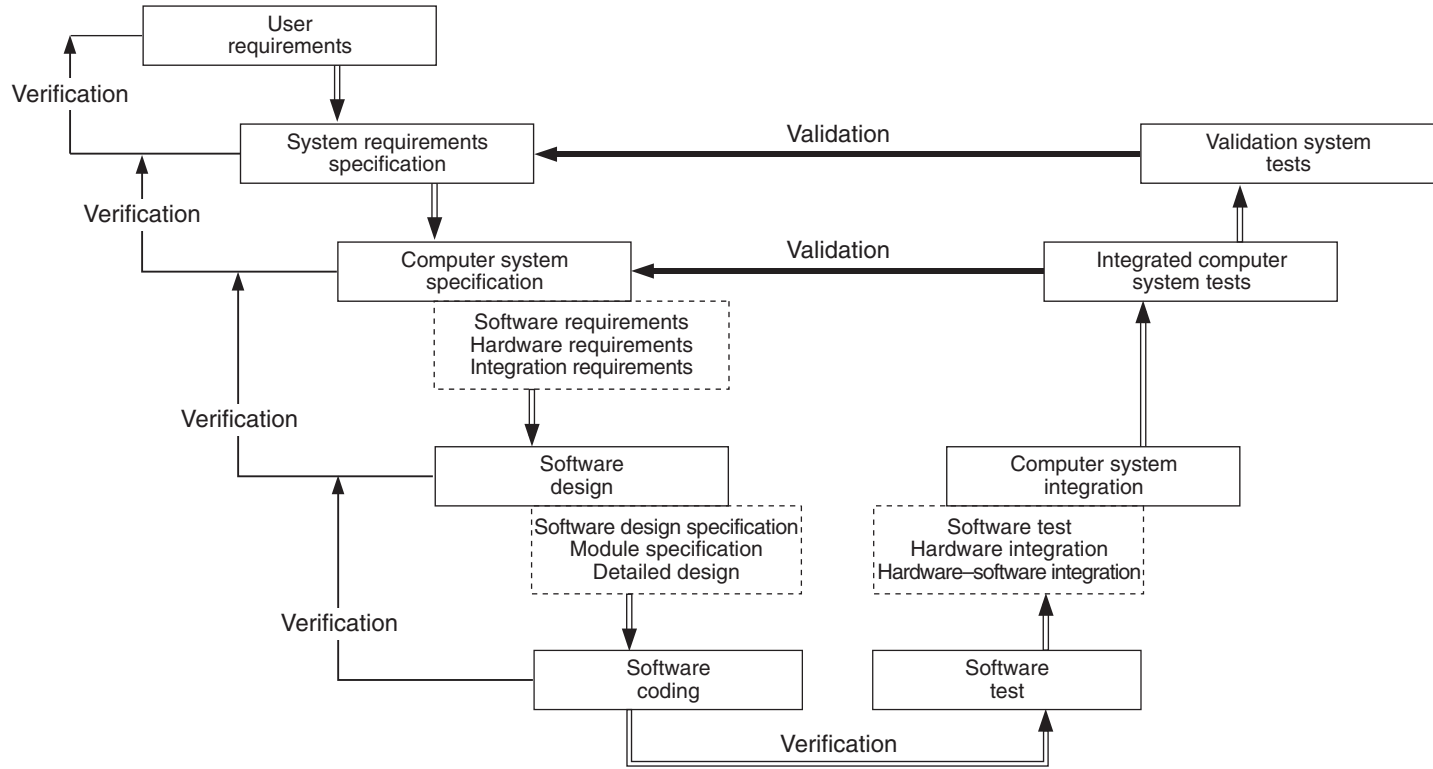 User
requirements
Verification
System requirements
specification
Validation
Validation system
tests
Verification
Computer system
specification
Validation
Integrated computer
system tests
Software requirements
Hardware requirements
Integration requirements
Verification
Software
design
Computer system
integration
Software design specification
Module specification
Detailed design
Software test
Hardware integration
Hardware–software integration
Verification
Software
coding
Software
test
Verification